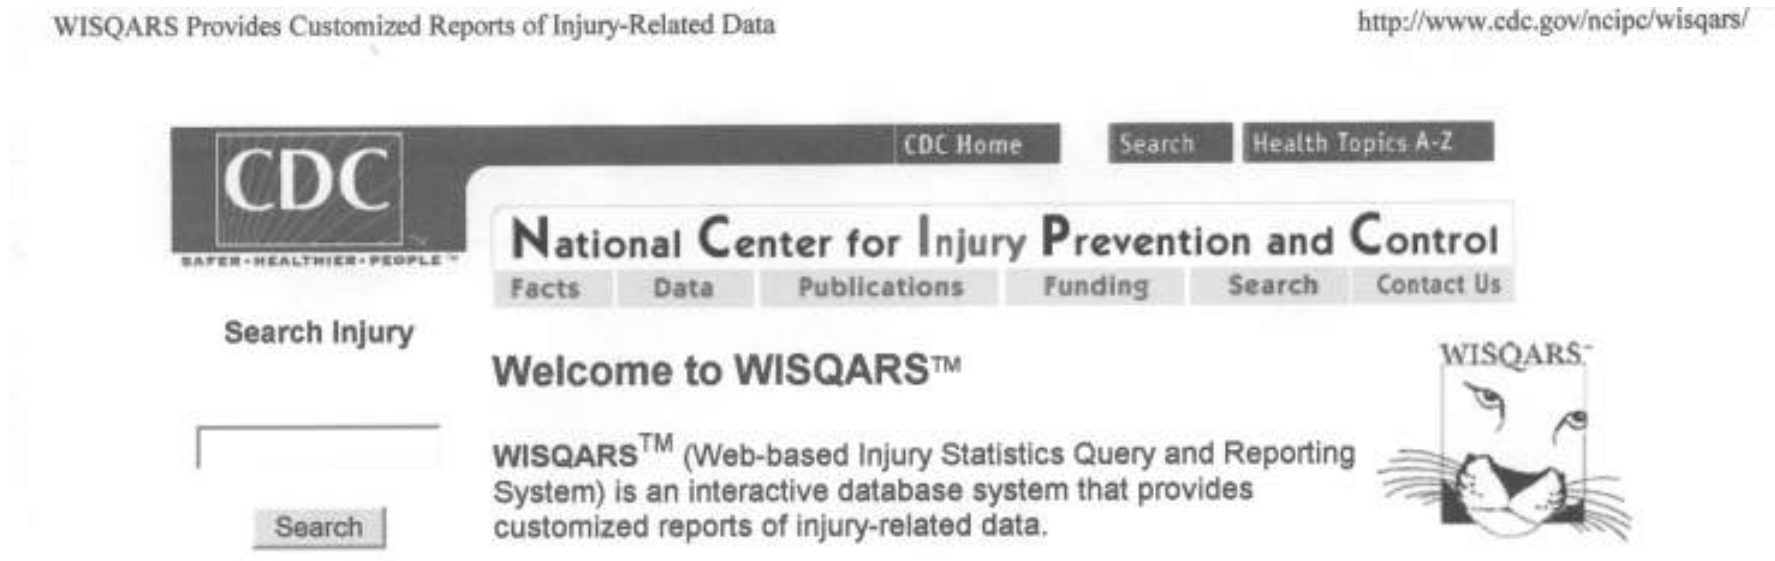 WISQARS Provides Customized Reports of Injury-Related Data
http://www.cdc.gov/ncipc/wisqars/
CDC Home
Search
Health Topics A-Z
CDC
SAFER•HEALTHIER•PEOPLE™
National Center for Injury Prevention and Control
Facts
Data
Publications
Funding
Search
Contact Us
Search Injury
Search
Welcome to WISQARS™
WISQARS™ (Web-based Injury Statistics Query and Reporting
System) is an interactive database system that provides
customized reports of injury-related data.
WISQARS™